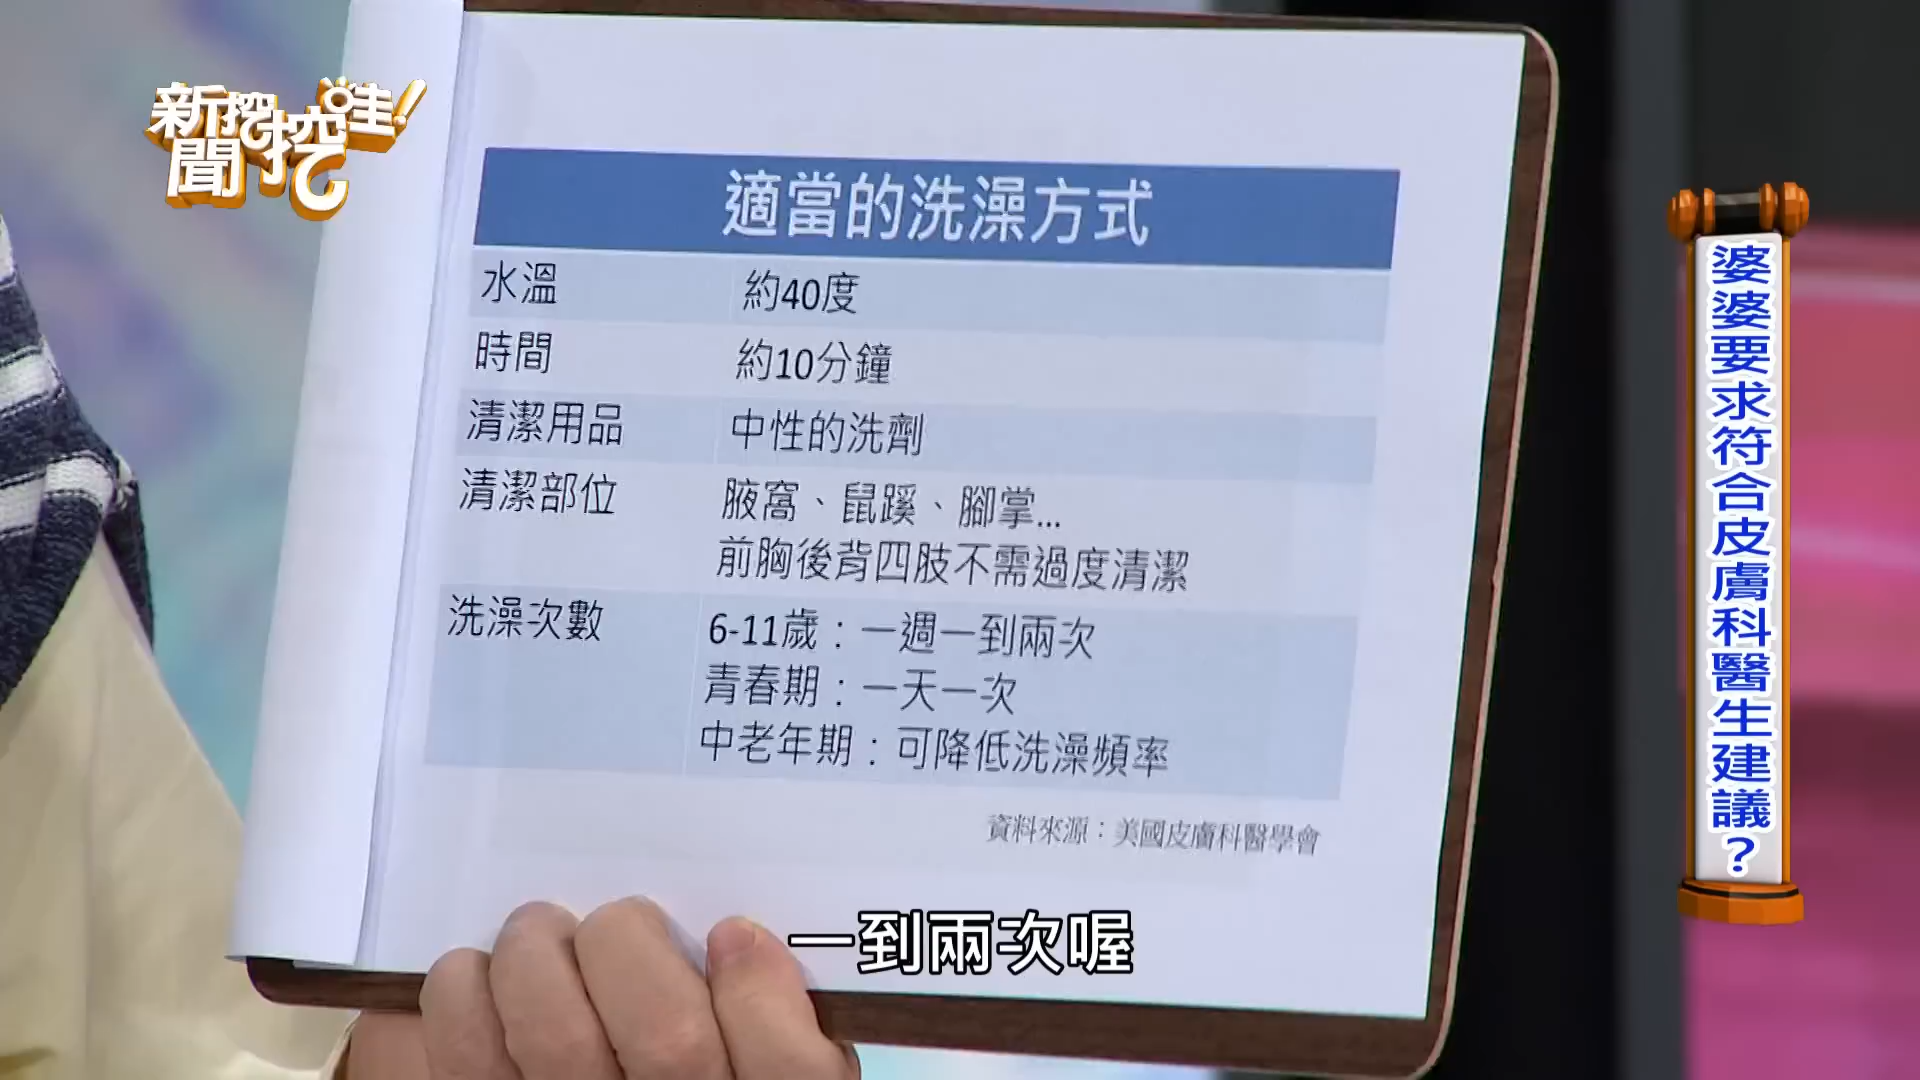 新聞挖挖哇!
適當的洗澡方式
水溫 約40度
時間 約10分鐘
清潔用品 中性的洗劑
清潔部位 腋窩、鼠蹊、腳掌...
前胸後背四肢不需過度清潔
洗澡次數 6-11歲：一週一到兩次
青春期：一天一次
中老年期：可降低洗澡頻率
資料來源：美國皮膚科醫學會
婆婆要求符合皮膚科醫生建議？
一到兩次喔